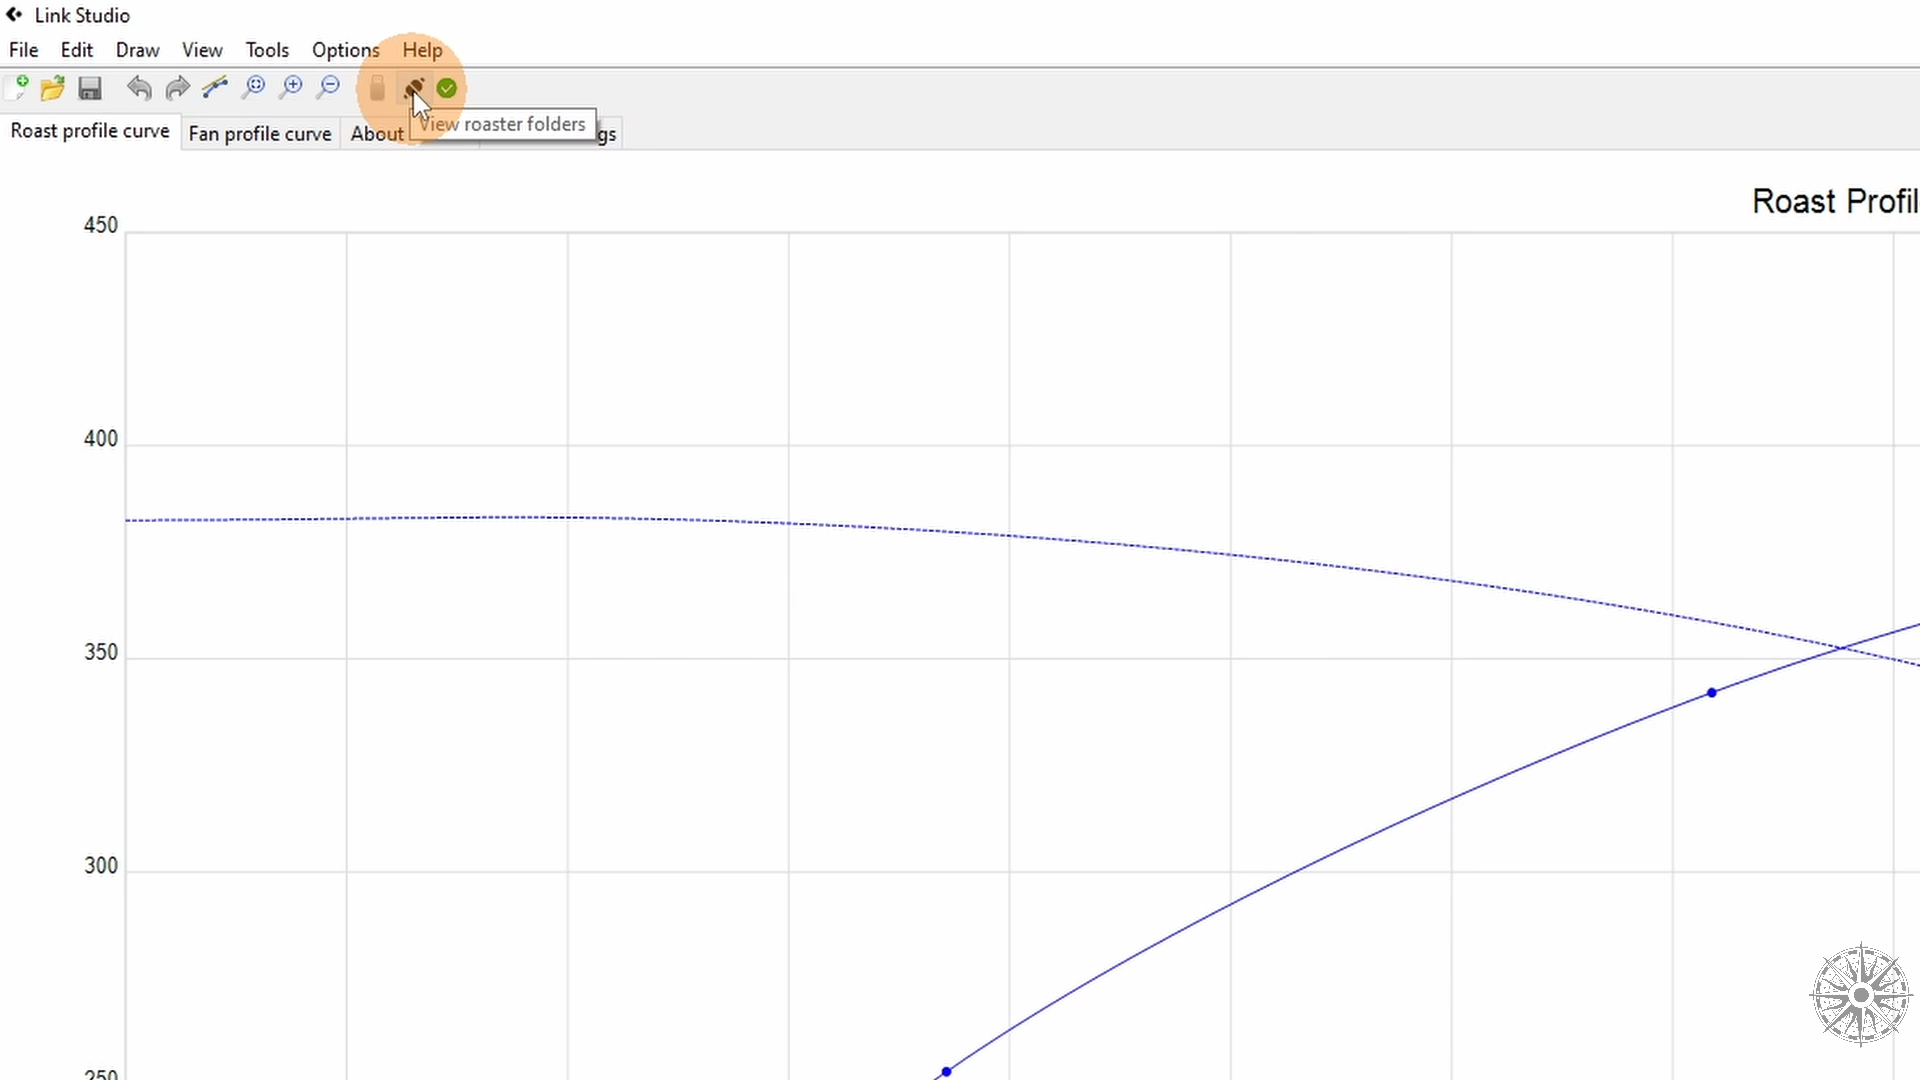 Link Studio
File Edit Draw View Tools Options Help
View roaster folders
Roast profile curve Fan profile curve About gs
Roast Profil
450
400
350
300
250